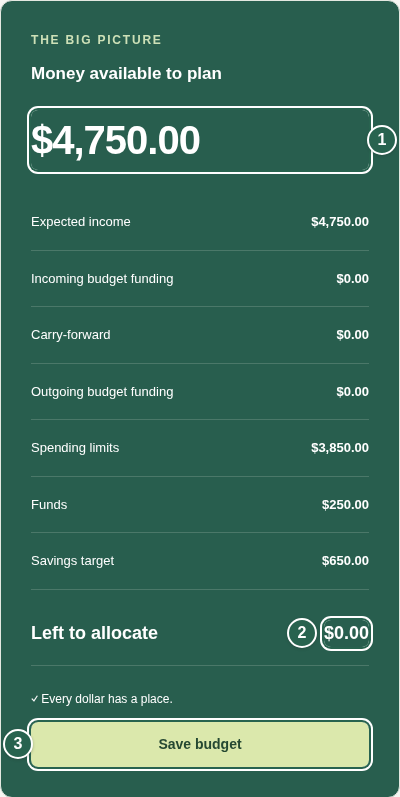 THE BIG PICTURE
Money available to plan
$4,750.00 1
Expected income $4,750.00
Incoming budget funding $0.00
Carry-forward $0.00
Outgoing budget funding $0.00
Spending limits $3,850.00
Funds $250.00
Savings target $650.00
Left to allocate 2 $0.00
✓ Every dollar has a place.
3 Save budget